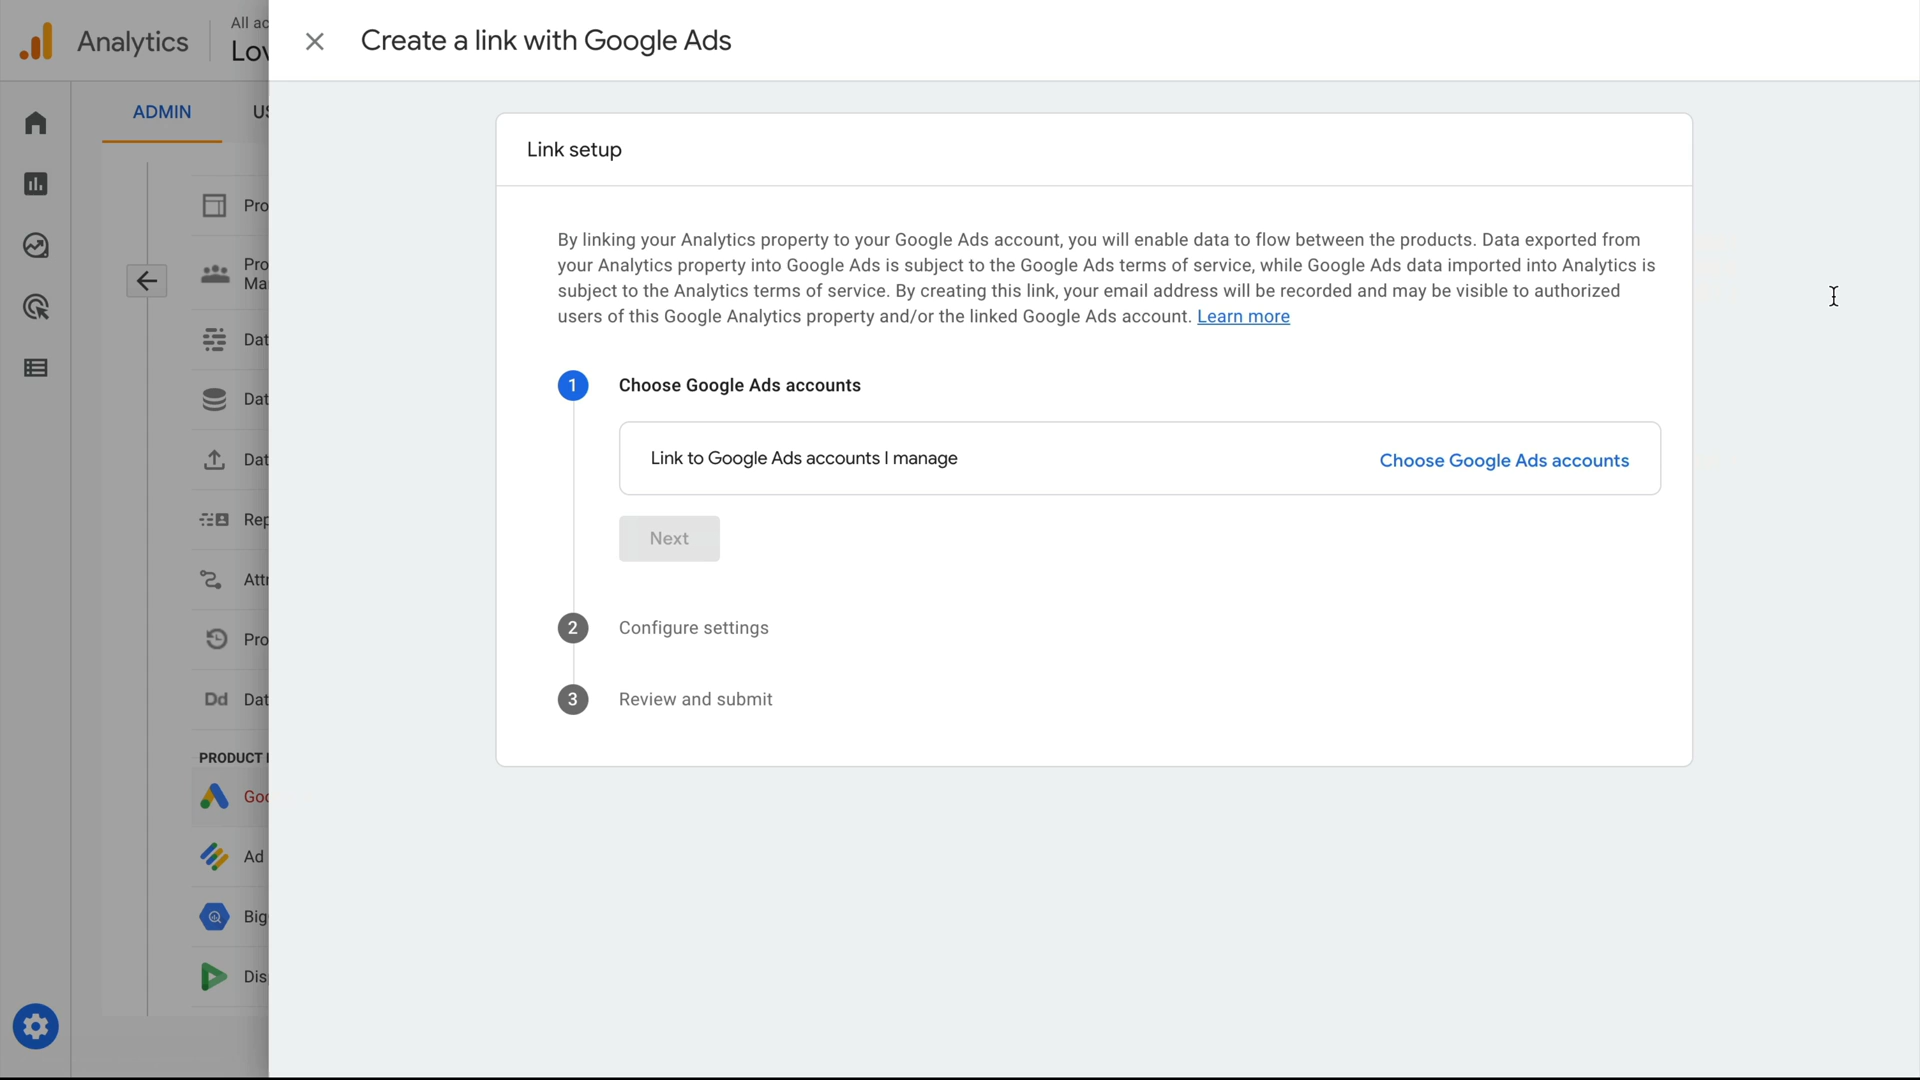 Analytics
All ac
Lov
Create a link with Google Ads
ADMIN
US
Pro
Pro
Ma
Dat
Dat
Dat
Rep
Attr
Pro
Dd Dat
PRODUCT
Goo
Ad
Big
Dis
Link setup
By linking your Analytics property to your Google Ads account, you will enable data to flow between the products. Data exported from
your Analytics property into Google Ads is subject to the Google Ads terms of service, while Google Ads data imported into Analytics is
subject to the Analytics terms of service. By creating this link, your email address will be recorded and may be visible to authorized
users of this Google Analytics property and/or the linked Google Ads account. Learn more
1 Choose Google Ads accounts
Link to Google Ads accounts I manage Choose Google Ads accounts
Next
2 Configure settings
3 Review and submit